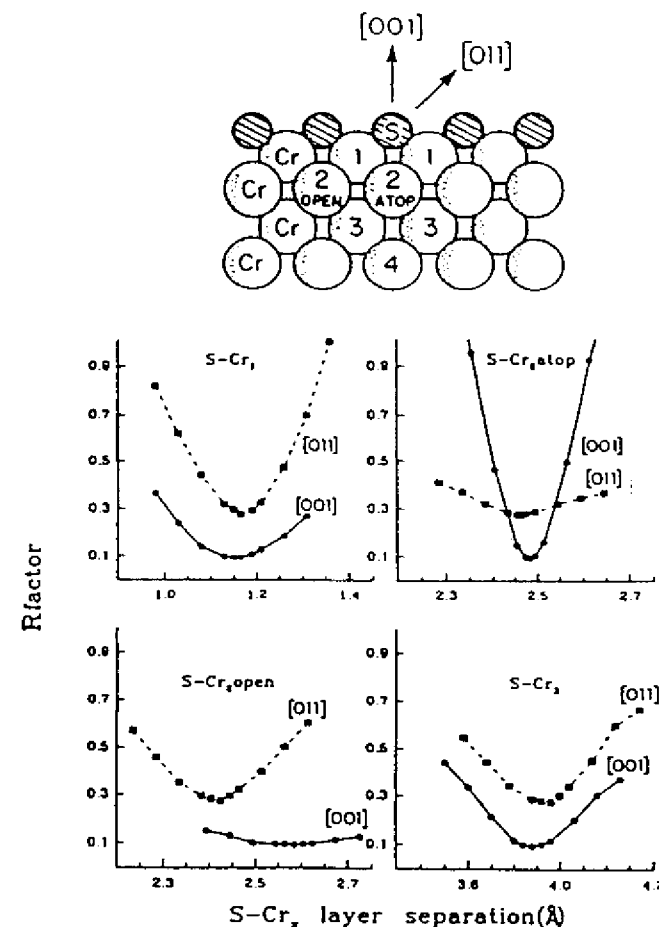 [001]
[011]
S
Cr 1 1
Cr 2 OPEN 2 ATOP
Cr 3 3
Cr 4
0.9 S-Cr₁
0.7
0.5 [011]
0.3 [001]
0.1
1.0 1.2 1.4
0.9 S-Cr₂atop
0.7
0.5 [001]
[011]
0.3
0.1
2.3 2.5 2.7
0.9
0.7 S-Cr₂open [011]
0.5
0.3
0.1 [001]
2.3 2.5 2.7
0.9
0.7 S-Cr₃ [011]
0.5 [001]
0.3
0.1
3.6 4.0 4.2
Rfactor
S-Crₓ layer separation(Å)